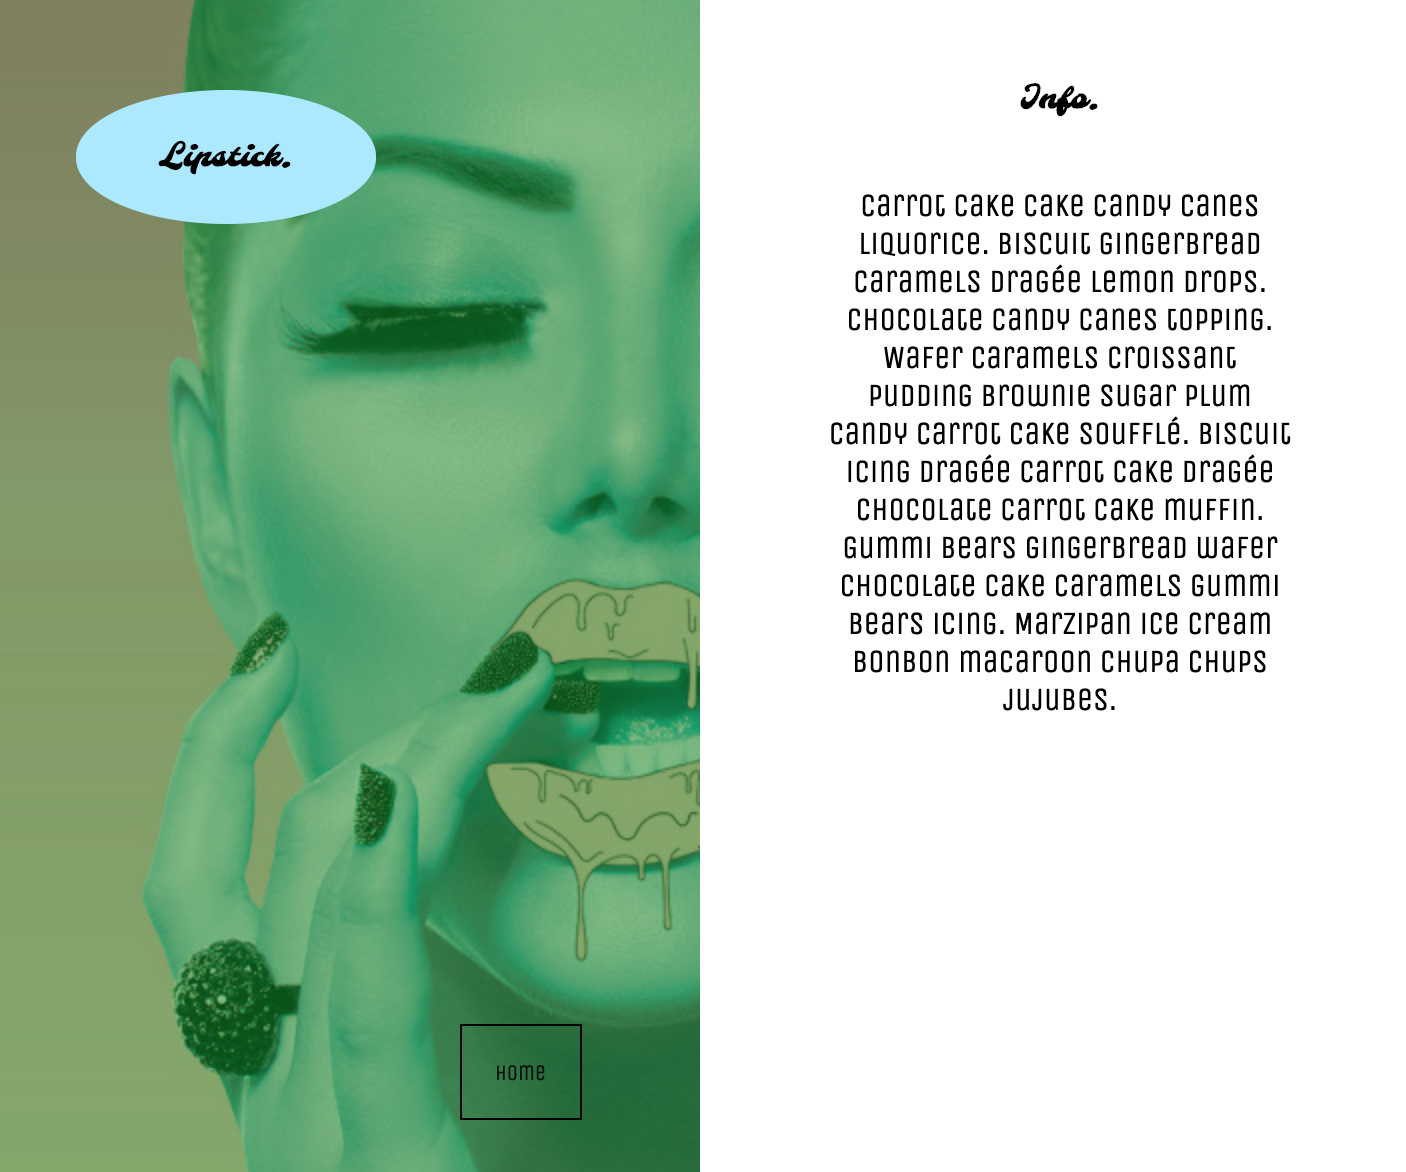 Lipstick.
Info.
Carrot cake cake candy canes
liquorice. Biscuit gingerbread
caramels dragée lemon drops.
Chocolate candy canes topping.
Wafer caramels croissant
pudding brownie sugar plum
candy carrot cake soufflé. Biscuit
icing dragée carrot cake dragée
chocolate carrot cake muffin.
Gummi bears gingerbread wafer
chocolate cake caramels gummi
bears icing. Marzipan ice cream
bonbon macaroon chupa chups
jujubes.
Home